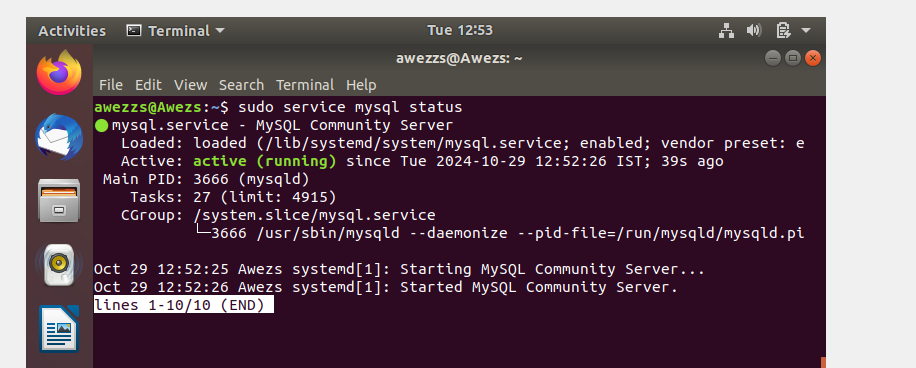 Activities Terminal Tue 12:53
awezzs@Awezs: ~
File Edit View Search Terminal Help
awezzs@Awezs:~$ sudo service mysql status
mysql.service - MySQL Community Server
Loaded: loaded (/lib/systemd/system/mysql.service; enabled; vendor preset: e
Active: active (running) since Tue 2024-10-29 12:52:26 IST; 39s ago
Main PID: 3666 (mysqld)
Tasks: 27 (limit: 4915)
CGroup: /system.slice/mysql.service
└─3666 /usr/sbin/mysqld --daemonize --pid-file=/run/mysqld/mysqld.pi
Oct 29 12:52:25 Awezs systemd[1]: Starting MySQL Community Server...
Oct 29 12:52:26 Awezs systemd[1]: Started MySQL Community Server.
lines 1-10/10 (END)